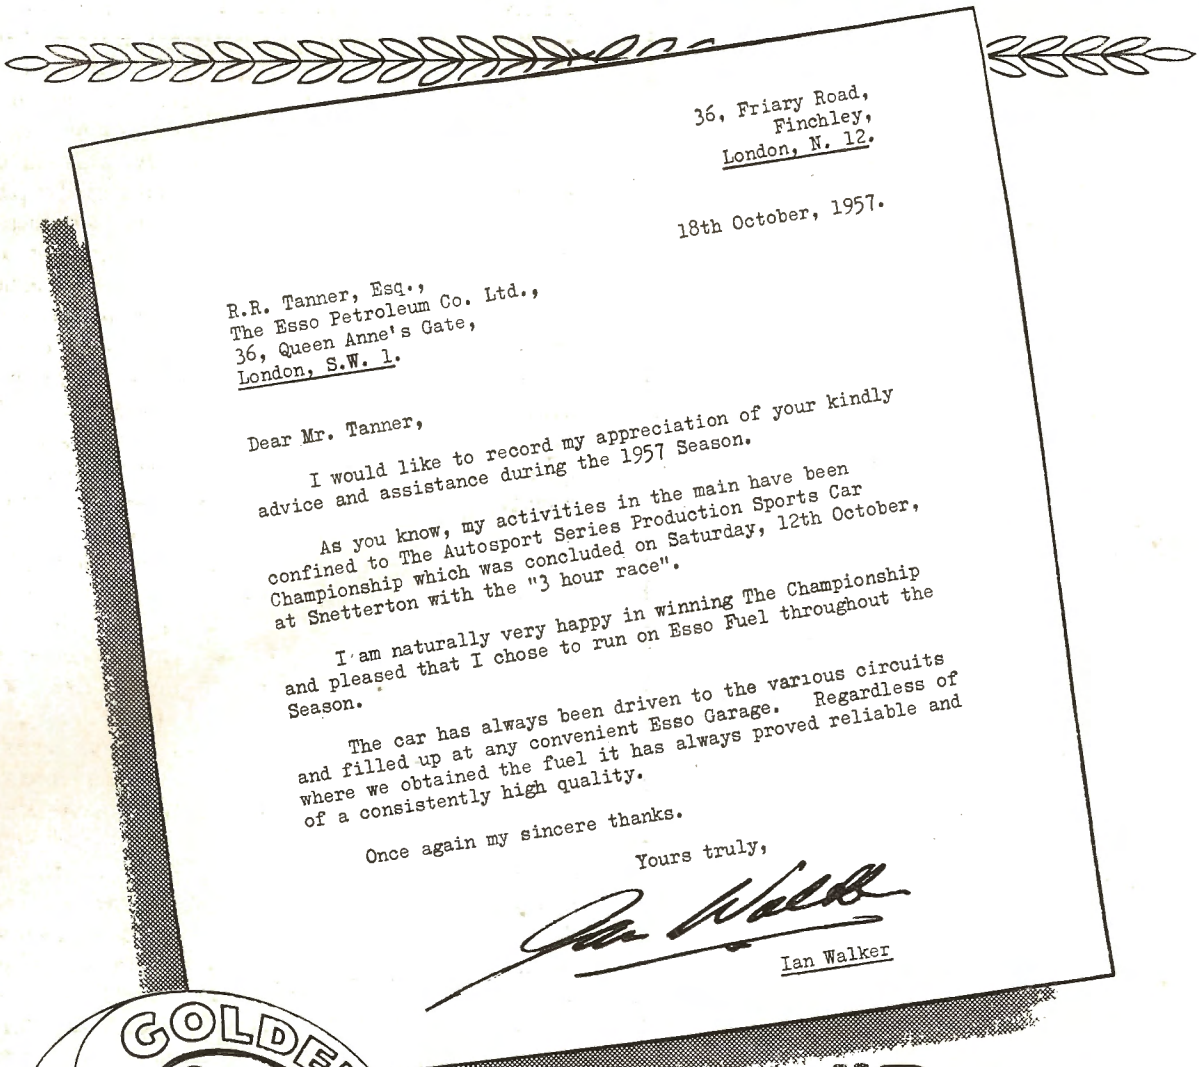 36, Friary Road,
Finchley,
London, N. 12.
18th October, 1957.
R.R. Tanner, Esq.,
The Esso Petroleum Co. Ltd.,
36, Queen Anne's Gate,
London, S.W. 1.
Dear Mr. Tanner,
I would like to record my appreciation of your kindly
advice and assistance during the 1957 Season.
As you know, my activities in the main have been
confined to The Autosport Series Production Sports Car
Championship which was concluded on Saturday, 12th October,
at Snetterton with the "3 hour race".
I am naturally very happy in winning The Championship
and pleased that I chose to run on Esso Fuel throughout the
Season.
The car has always been driven to the various circuits
and filled up at any convenient Esso Garage. Regardless of
where we obtained the fuel it has always proved reliable and
of a consistently high quality.
Once again my sincere thanks.
Yours truly,
Ian Walker
Ian Walker
GOLDEN